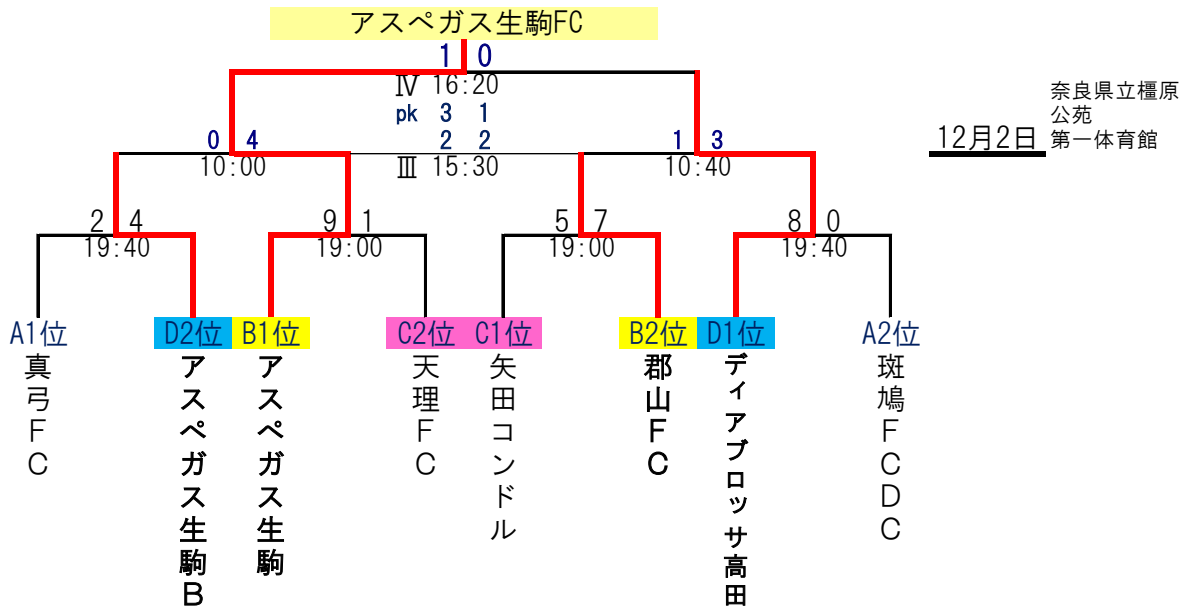 アスペガス生駒FC
1 0
Ⅳ 16:20
pk 3 1
2 2
Ⅲ 15:30
0 4
10:00
1 3
10:40
12月2日
奈良県立橿原
公苑
第一体育館
2 4
19:40
9 1
19:00
5 7
19:00
8 0
19:40
A1位
真弓FC
D2位
アスペガス生駒B
B1位
アスペガス生駒
C2位
天理FC
C1位
矢田コンドル
B2位
郡山FC
D1位
ディアブロッサ高田
A2位
斑鳩FCDC